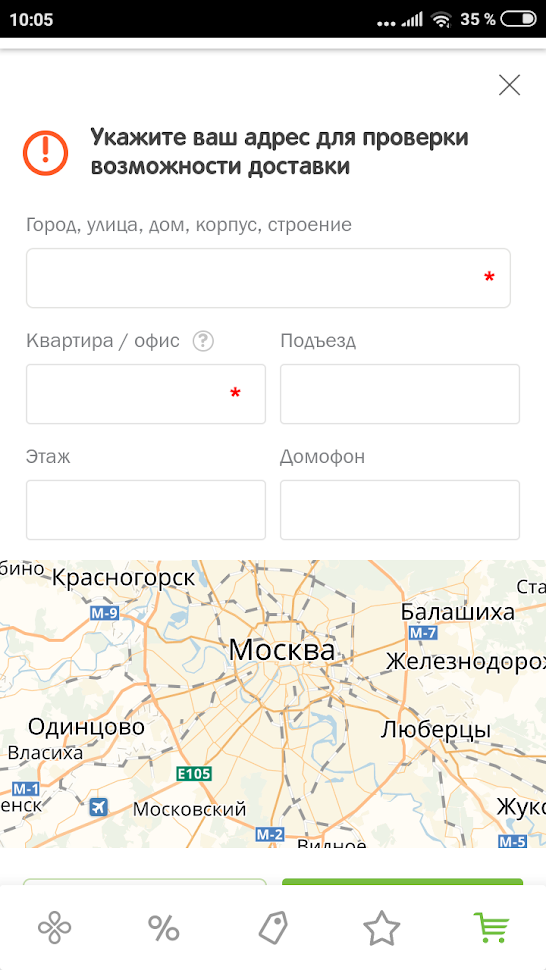 10:05
35 %
Укажите ваш адрес для проверки
возможности доставки
Город, улица, дом, корпус, строение
*
Квартира / офис ?
Подъезд
*
Этаж
Домофон
бино
Красногорск
Ста
М-9
Балашиха
М-7
Москва
Железнодорож
Одинцово
Люберцы
Власиха
E105
М-1
енск
Московский
Жуко
М-2
Видное
М-5
%